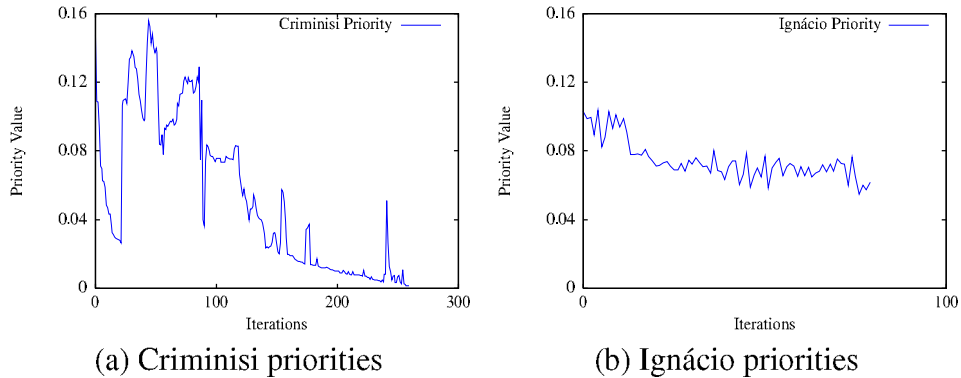 0.16
0.12
0.08
0.04
0
0
100
200
300
Priority Value
Iterations
Criminisi Priority
(a) Criminisi priorities
0.16
0.12
0.08
0.04
0
0
100
Priority Value
Iterations
Ignácio Priority
(b) Ignácio priorities